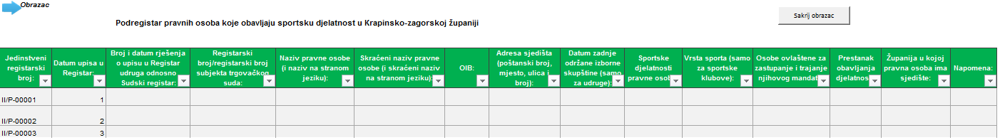 Obrazac
Sakrij obrazac
Podregistar pravnih osoba koje obavljaju sportsku djelatnost u Krapinsko-zagorskoj županiji
Jedinstveni
registarski
broj:
Datum upisa u
Registar:
Broj i datum rješenja
o upisu u Registar
udruga odnosno
Sudski registar:
Registarski
broj/registarski broj
subjekta trgovačkog
suda:
Naziv pravne osobe
(i naziv na stranom
jeziku):
Skraćeni naziv pravne
osobe (i skraćeni naziv
na stranom jeziku):
OIB:
Adresa sjedišta
(poštanski broj,
mjesto, ulica i
broj):
Datum zadnje
održane izborne
skupštine (samo
za udruge):
Sportske
djelatnosti
pravne osob
Vrsta sporta (samo
za sportske
klubove):
Osobe ovlaštene za
zastupanje i trajanje
njihovog mandat
Prestanak
obavljanja
djelatnos
Županija u kojoj
pravna osoba ima
sjedište:
Napomena:
II/P-00001 1
II/P-00002 2
II/P-00003 3